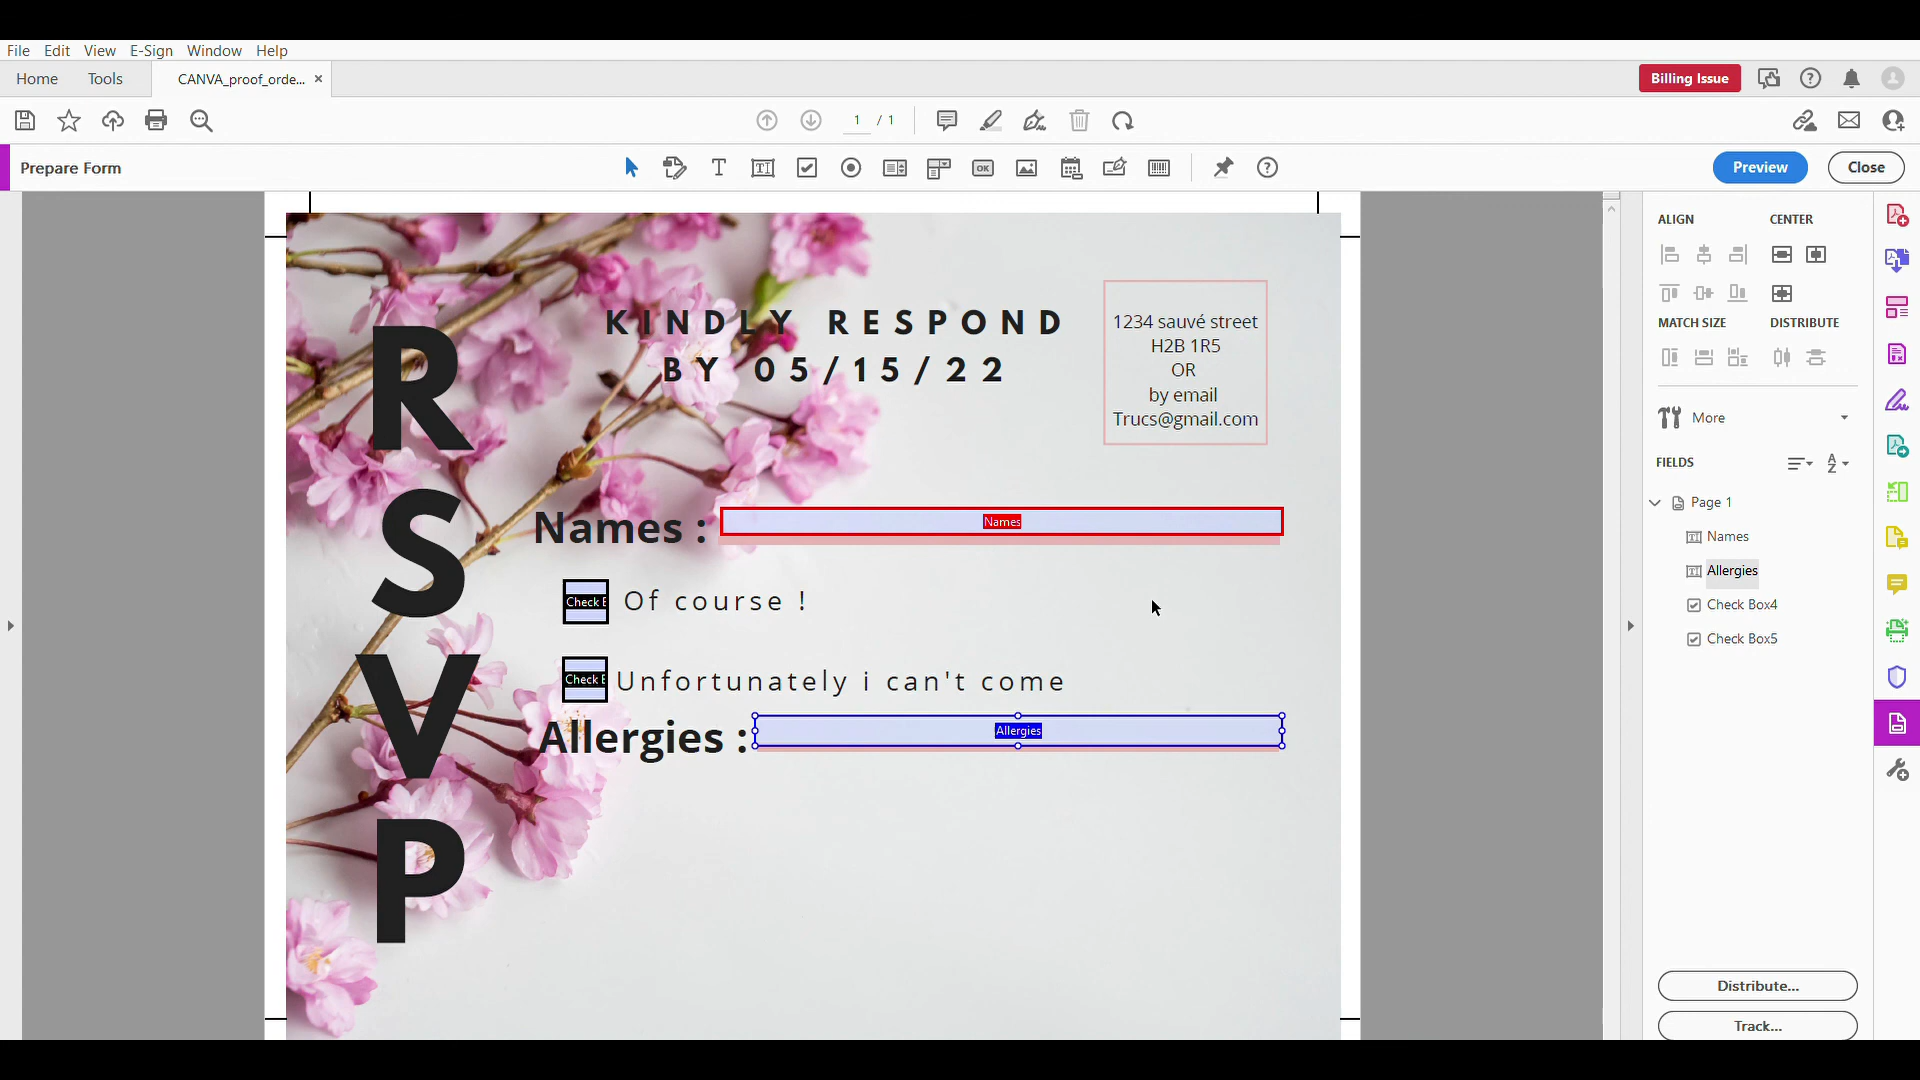 File Edit View E-Sign Window Help
Home Tools CANVA_proof_orde... × Billing Issue
1 / 1
Prepare Form Preview Close
KINDLY RESPOND
BY 05/15/22
1234 sauvé street
H2B 1R5
OR
by email
Trucs@gmail.com
R
S
V
P
Names : Names
Check B Of course !
Check B Unfortunately i can't come
Allergies : Allergies
ALIGN CENTER
MATCH SIZE DISTRIBUTE
More
FIELDS
Page 1
Names
Allergies
Check Box4
Check Box5
Distribute...
Track...